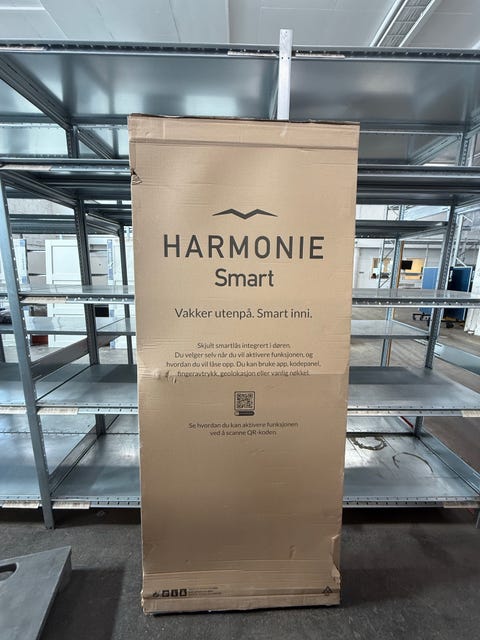 HARMONIE
Smart
Vakker utenpå. Smart inni.
Skjult smartlås integrert i døren.
Du velger selv når du vil aktivere funksjonen, og
hvordan du vil låse opp. Du kan bruke app, kodepanel,
fingeravtrykk, geolokasjon eller vanlig nøkkel.
Se hvordan du kan aktivere funksjonen
ved å scanne QR-koden.